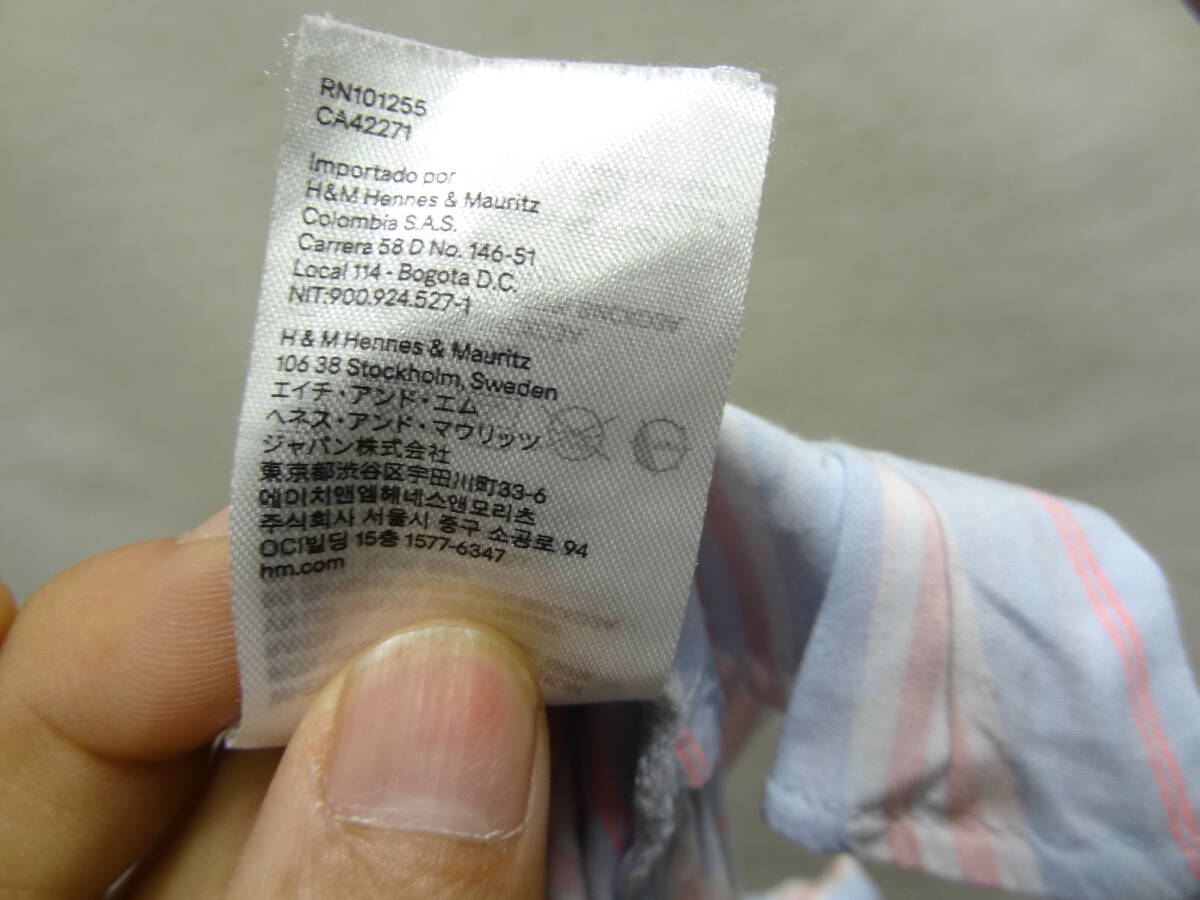 RN101255
CA42271
Importado por
H&M Hennes & Mauritz
Colombia S.A.S.
Carrera 58 D No. 146-51
Local 114 - Bogota D.C.
NIT:900.924.527-1
H & M Hennes & Mauritz
106 38 Stockholm, Sweden
エイチ・アンド・エム
ヘネス・アンド・マウリッツ
ジャパン株式会社
東京都渋谷区宇田川町33-6
에이치앤엠헤네스앤모리츠
주식회사 서울시 중구 소공로 94
OCI빌딩 15층 1577-6347
hm.com